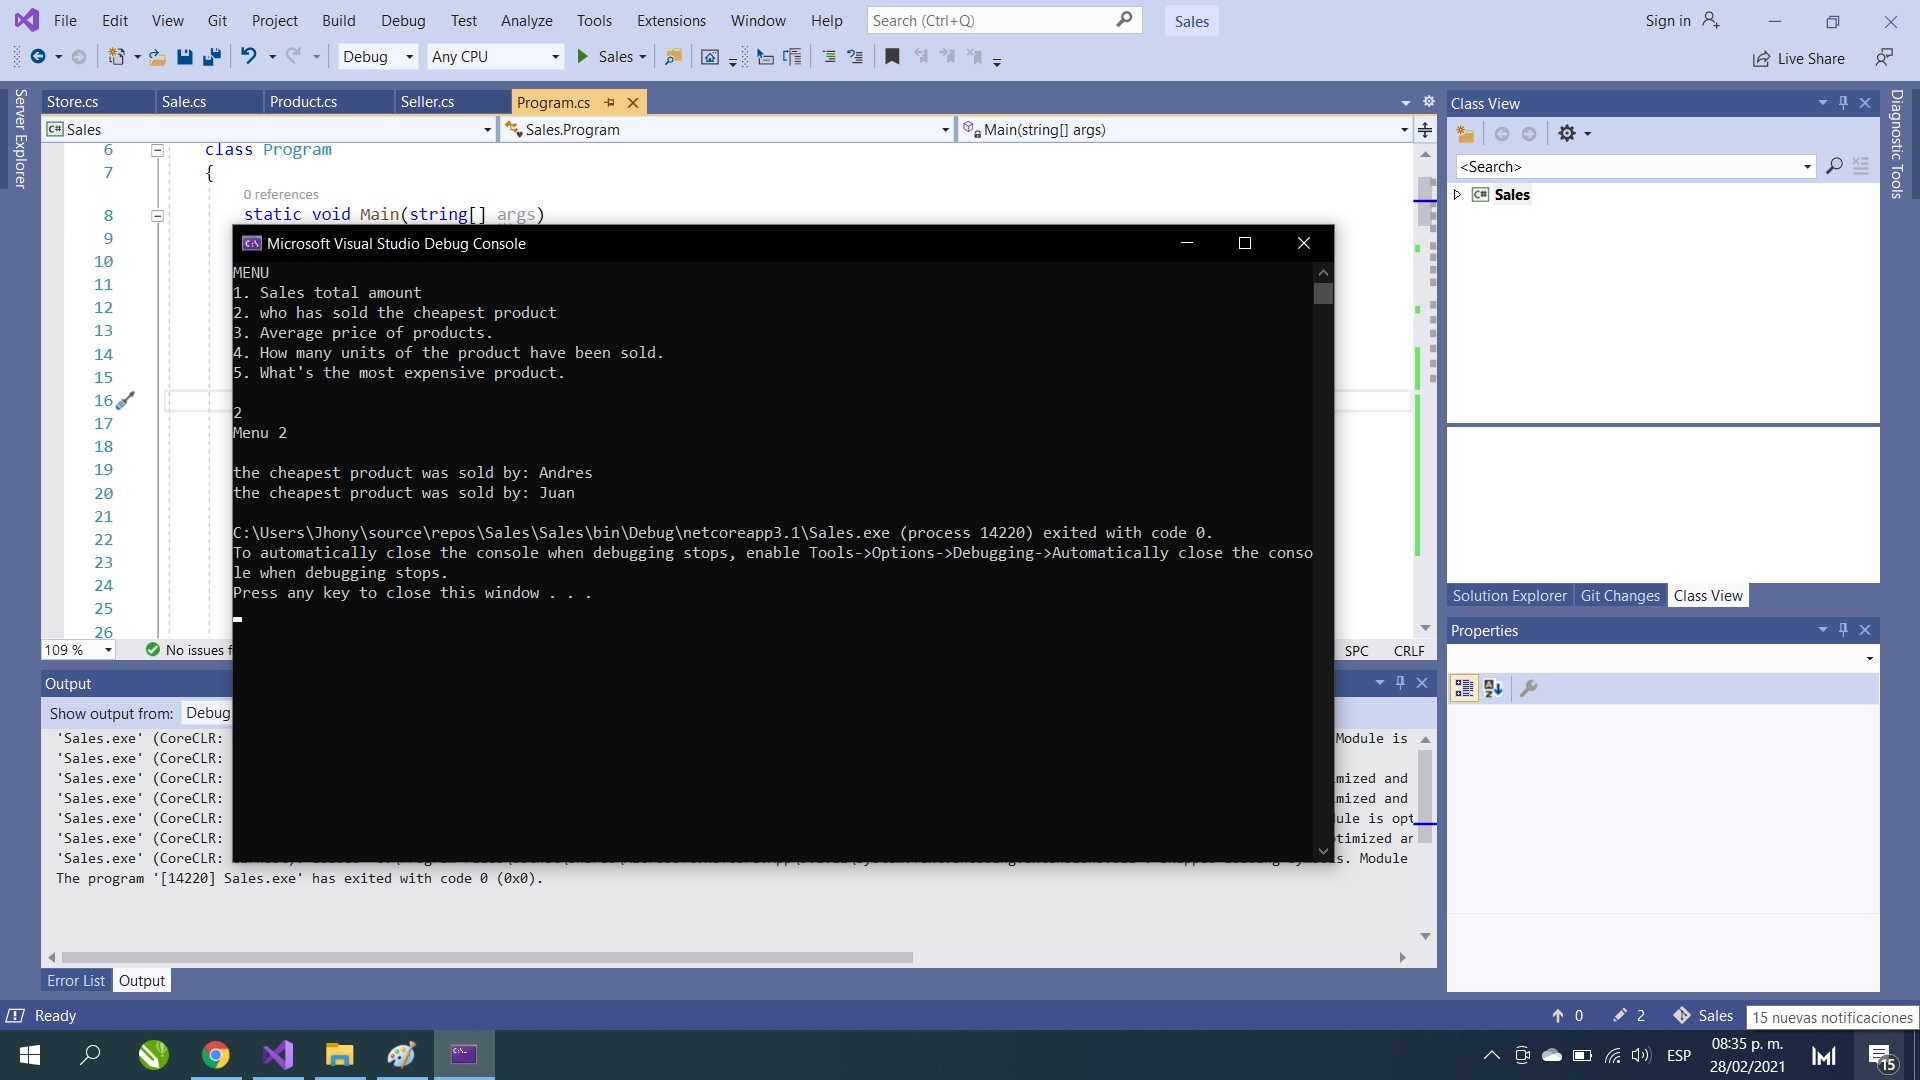 File Edit View Git Project Build Debug Test Analyze Tools Extensions Window Help Search (Ctrl+Q) Sales Sign in
Debug Any CPU Sales Live Share
Server Explorer
Store.cs Sale.cs Product.cs Seller.cs Program.cs
C# Sales Sales.Program Main(string[] args)
6 class Program
7 {
0 references
8 static void Main(string[] args)
9
10
11
12
13
14
15
16
17
18
19
20
21
22
23
24
25
26
Microsoft Visual Studio Debug Console
MENU
1. Sales total amount
2. who has sold the cheapest product
3. Average price of products.
4. How many units of the product have been sold.
5. What's the most expensive product.
2
Menu 2
the cheapest product was sold by: Andres
the cheapest product was sold by: Juan
C:\Users\Jhony\source\repos\Sales\Sales\bin\Debug\netcoreapp3.1\Sales.exe (process 14220) exited with code 0.
To automatically close the console when debugging stops, enable Tools->Options->Debugging->Automatically close the conso
le when debugging stops.
Press any key to close this window . . .
109 % No issues SPC CRLF
Output
Show output from: Debug
'Sales.exe' (CoreCLR: Module is
'Sales.exe' (CoreCLR:
'Sales.exe' (CoreCLR: mized and
'Sales.exe' (CoreCLR: mized and
'Sales.exe' (CoreCLR: ule is opt
'Sales.exe' (CoreCLR: timized ar
'Sales.exe' (CoreCLR: s. Module
The program '[14220] Sales.exe' has exited with code 0 (0x0).
Error List Output
Class View
<Search>
C# Sales
Solution Explorer Git Changes Class View
Properties
Diagnostic Tools
Ready 0 2 Sales 15 nuevas notificaciones
ESP 08:35 p. m.
28/02/2021
15